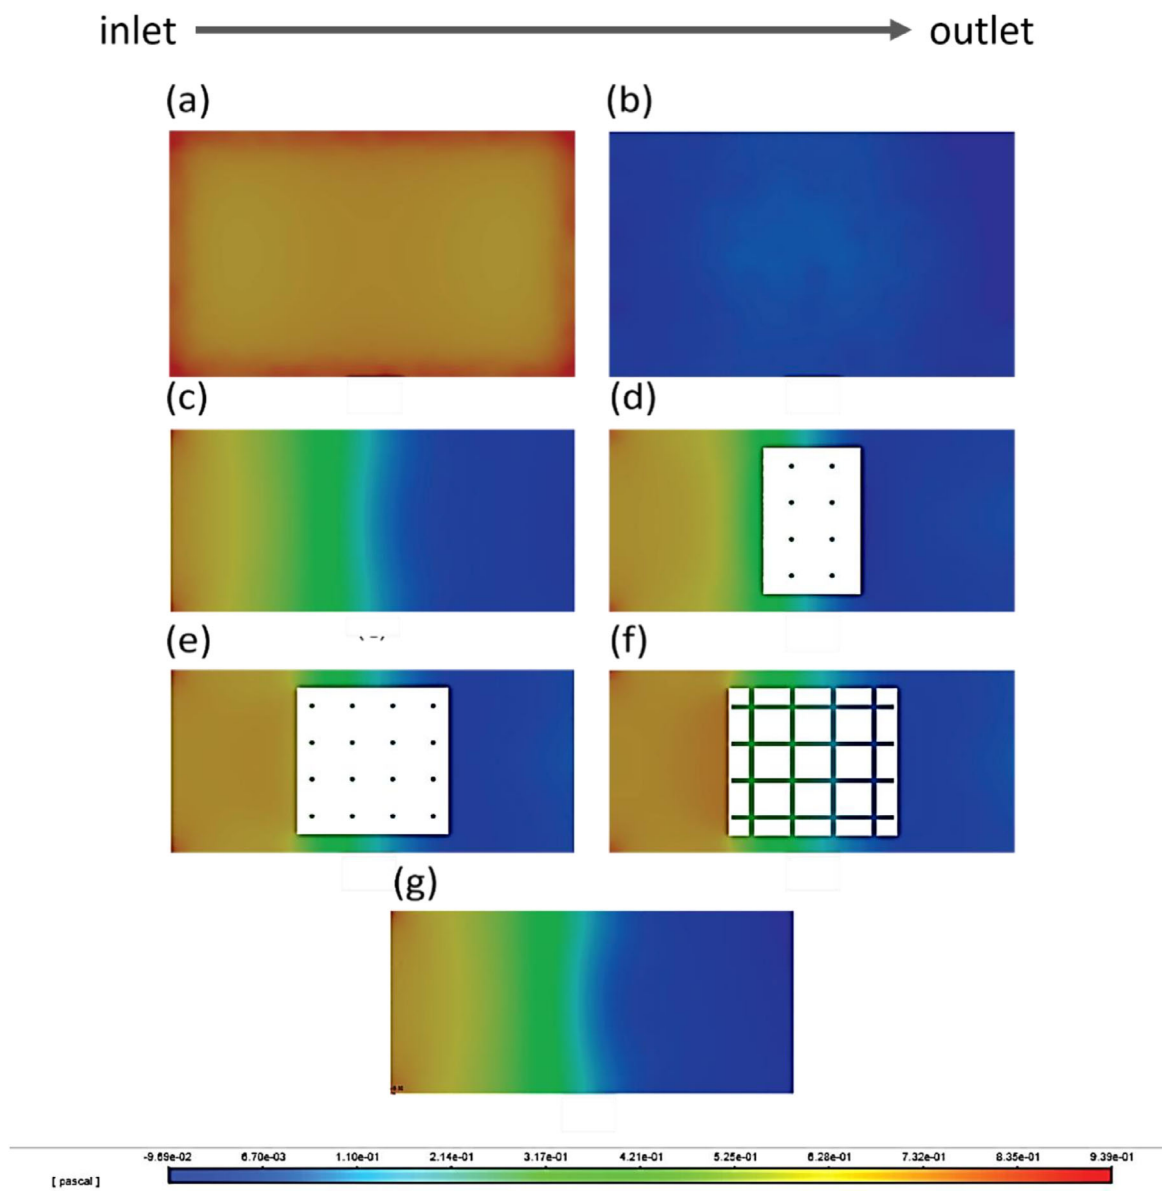 inlet outlet
(a) (b)
(c) (d)
(e) (f)
(g)
-9.69e-02 6.70e-03 1.10e-01 2.14e-01 3.17e-01 4.21e-01 5.25e-01 6.28e-01 7.32e-01 8.35e-01 9.39e-01
[ pascal ]